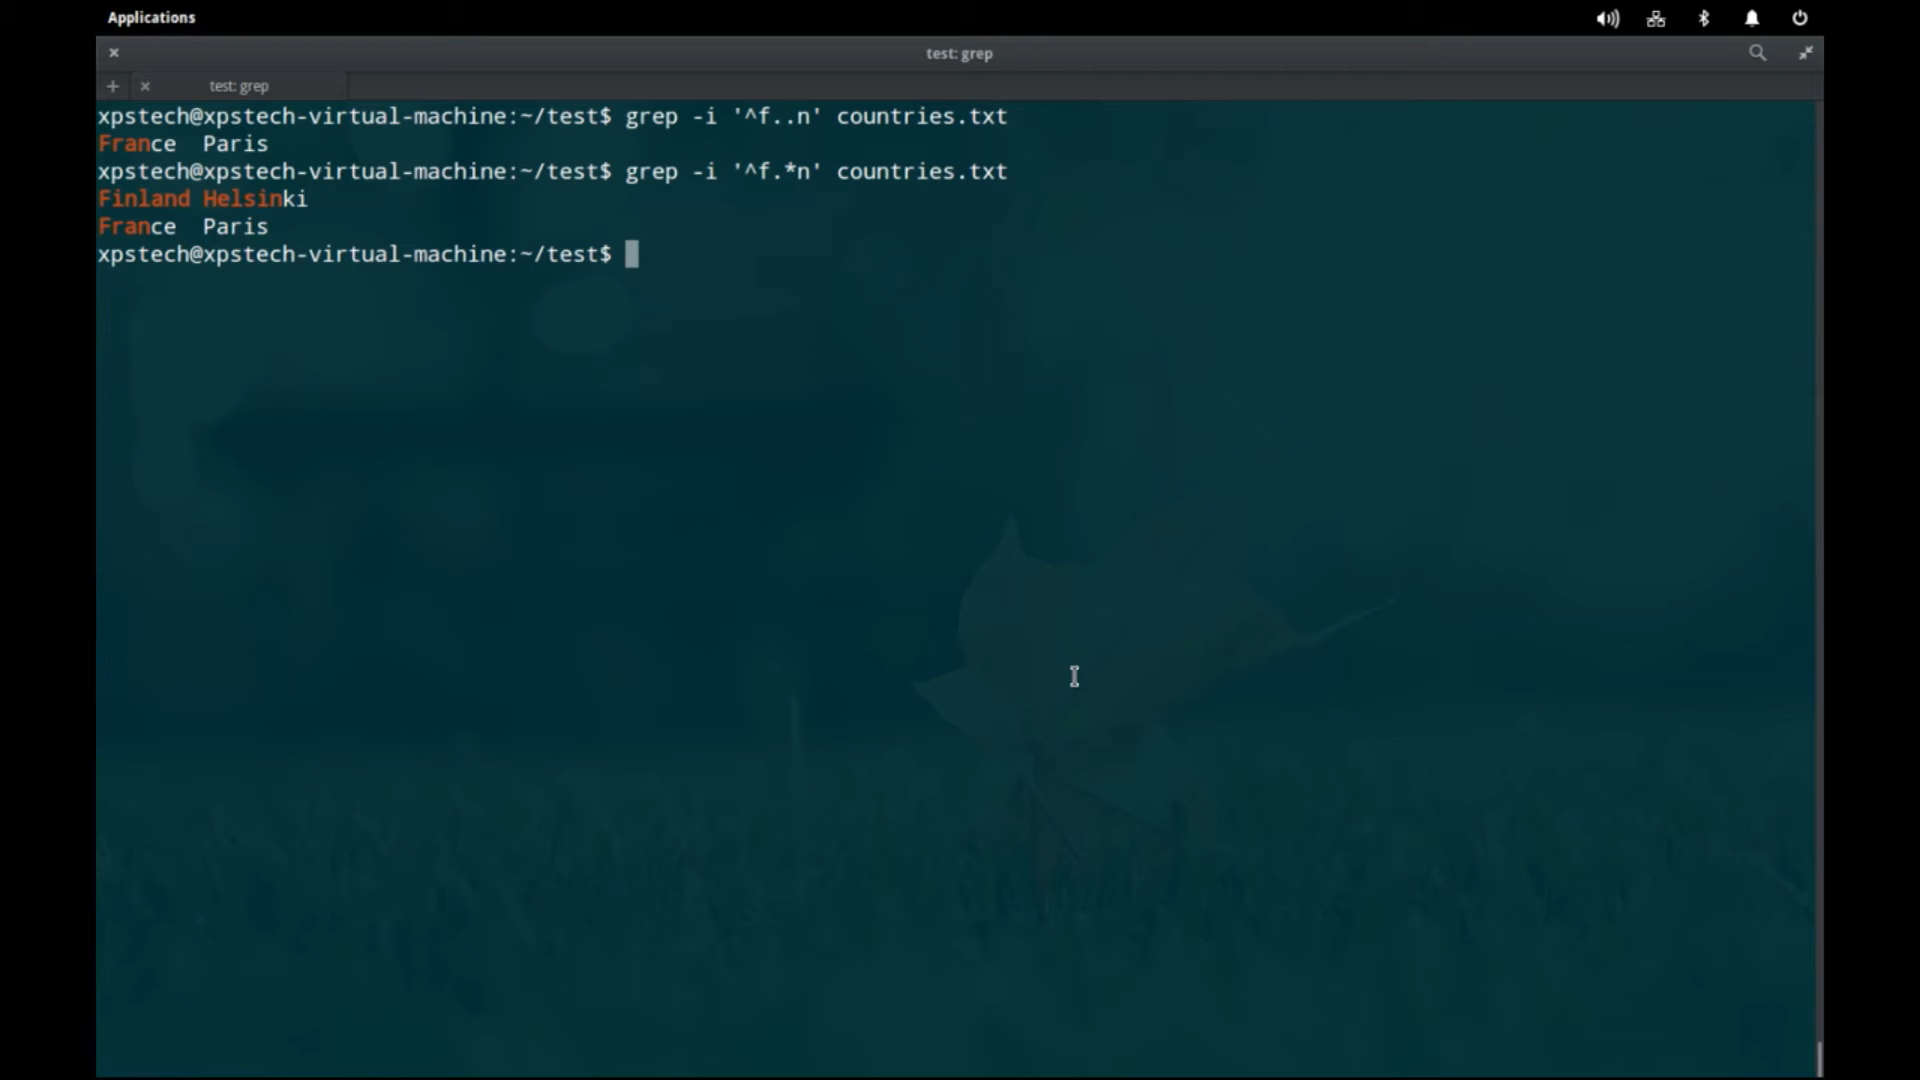 Applications
test: grep
test: grep
xpstech@xpstech-virtual-machine:~/test$ grep -i '^f..n' countries.txt
France  Paris
xpstech@xpstech-virtual-machine:~/test$ grep -i '^f.*n' countries.txt
Finland Helsinki
France  Paris
xpstech@xpstech-virtual-machine:~/test$